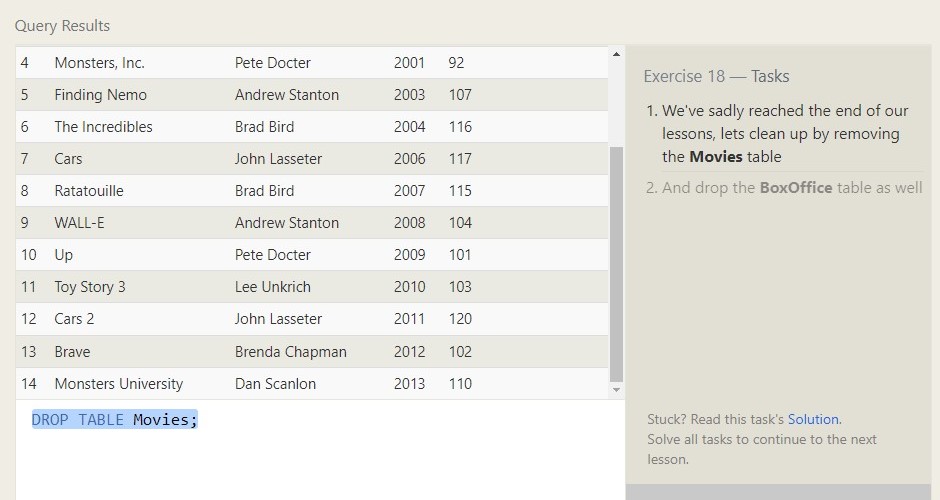 Query Results
4 Monsters, Inc. Pete Docter 2001 92
5 Finding Nemo Andrew Stanton 2003 107
6 The Incredibles Brad Bird 2004 116
7 Cars John Lasseter 2006 117
8 Ratatouille Brad Bird 2007 115
9 WALL-E Andrew Stanton 2008 104
10 Up Pete Docter 2009 101
11 Toy Story 3 Lee Unkrich 2010 103
12 Cars 2 John Lasseter 2011 120
13 Brave Brenda Chapman 2012 102
14 Monsters University Dan Scanlon 2013 110
DROP TABLE Movies;
Exercise 18 — Tasks
1. We've sadly reached the end of our
lessons, lets clean up by removing
the Movies table
2. And drop the BoxOffice table as well
Stuck? Read this task's Solution.
Solve all tasks to continue to the next
lesson.